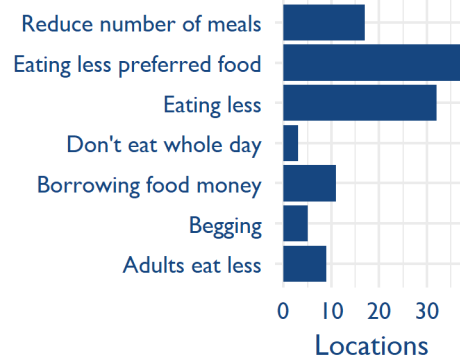 Reduce number of meals
Eating less preferred food
Eating less
Don't eat whole day
Borrowing food money
Begging
Adults eat less
0 10 20 30
Locations